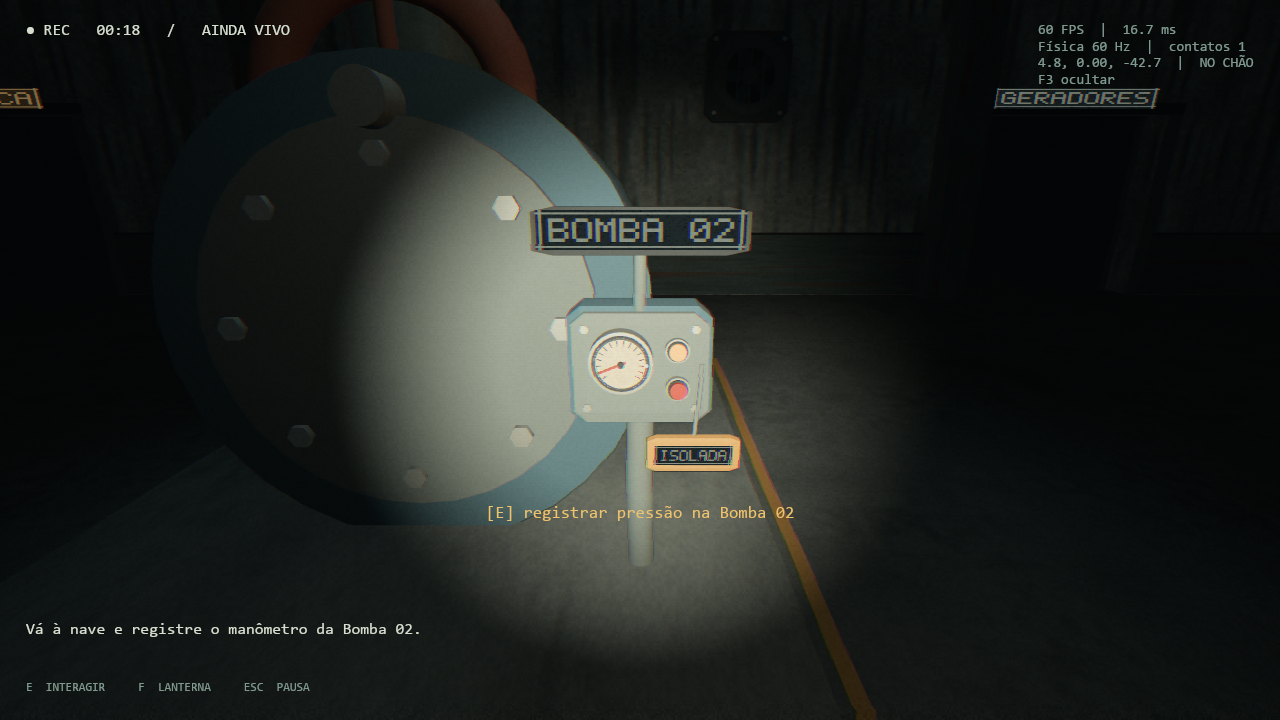 ● REC 00:18 / AINDA VIVO
60 FPS | 16.7 ms
Física 60 Hz | contatos 1
4.8, 0.00, -42.7 | NO CHÃO
F3 ocultar
CA
GERADORES
BOMBA 02
ISOLADA
[E] registrar pressão na Bomba 02
Vá à nave e registre o manômetro da Bomba 02.
E INTERAGIR F LANTERNA ESC PAUSA